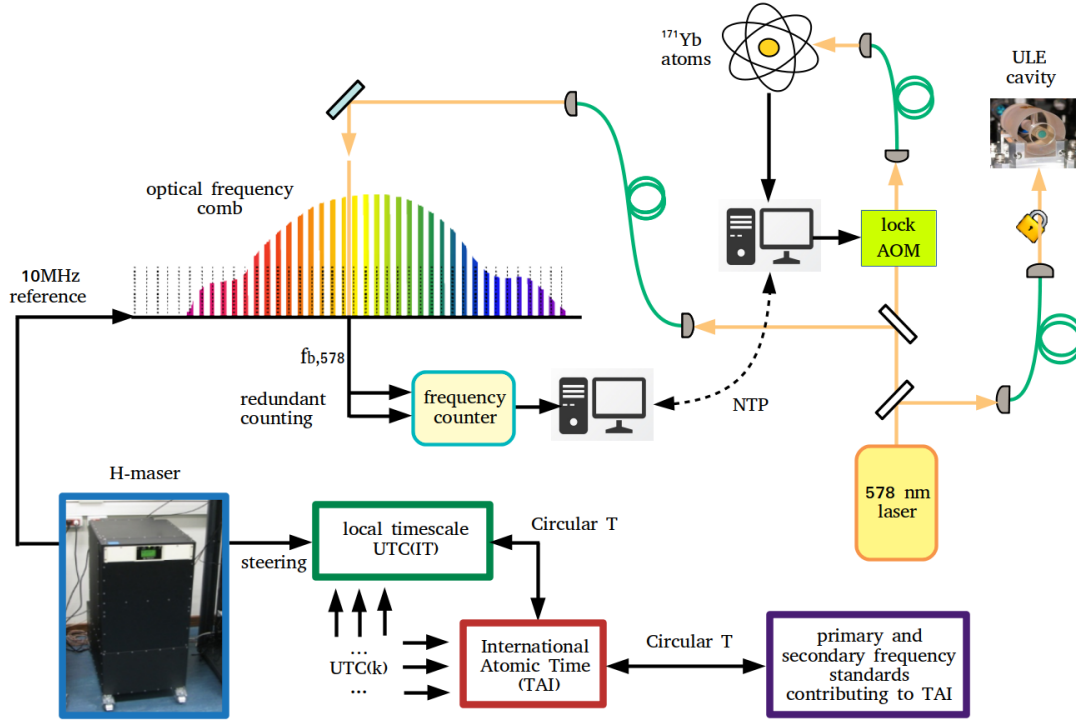 ¹⁷¹Yb
atoms
ULE
cavity
optical frequency
comb
lock
AOM
10MHz
reference
fb,578
redundant
counting
frequency
counter
NTP
578 nm
laser
H-maser
local timescale
UTC(IT)
Circular T
steering
...
UTC(k)
...
International
Atomic Time
(TAI)
Circular T
primary and
secondary frequency
standards
contributing to TAI